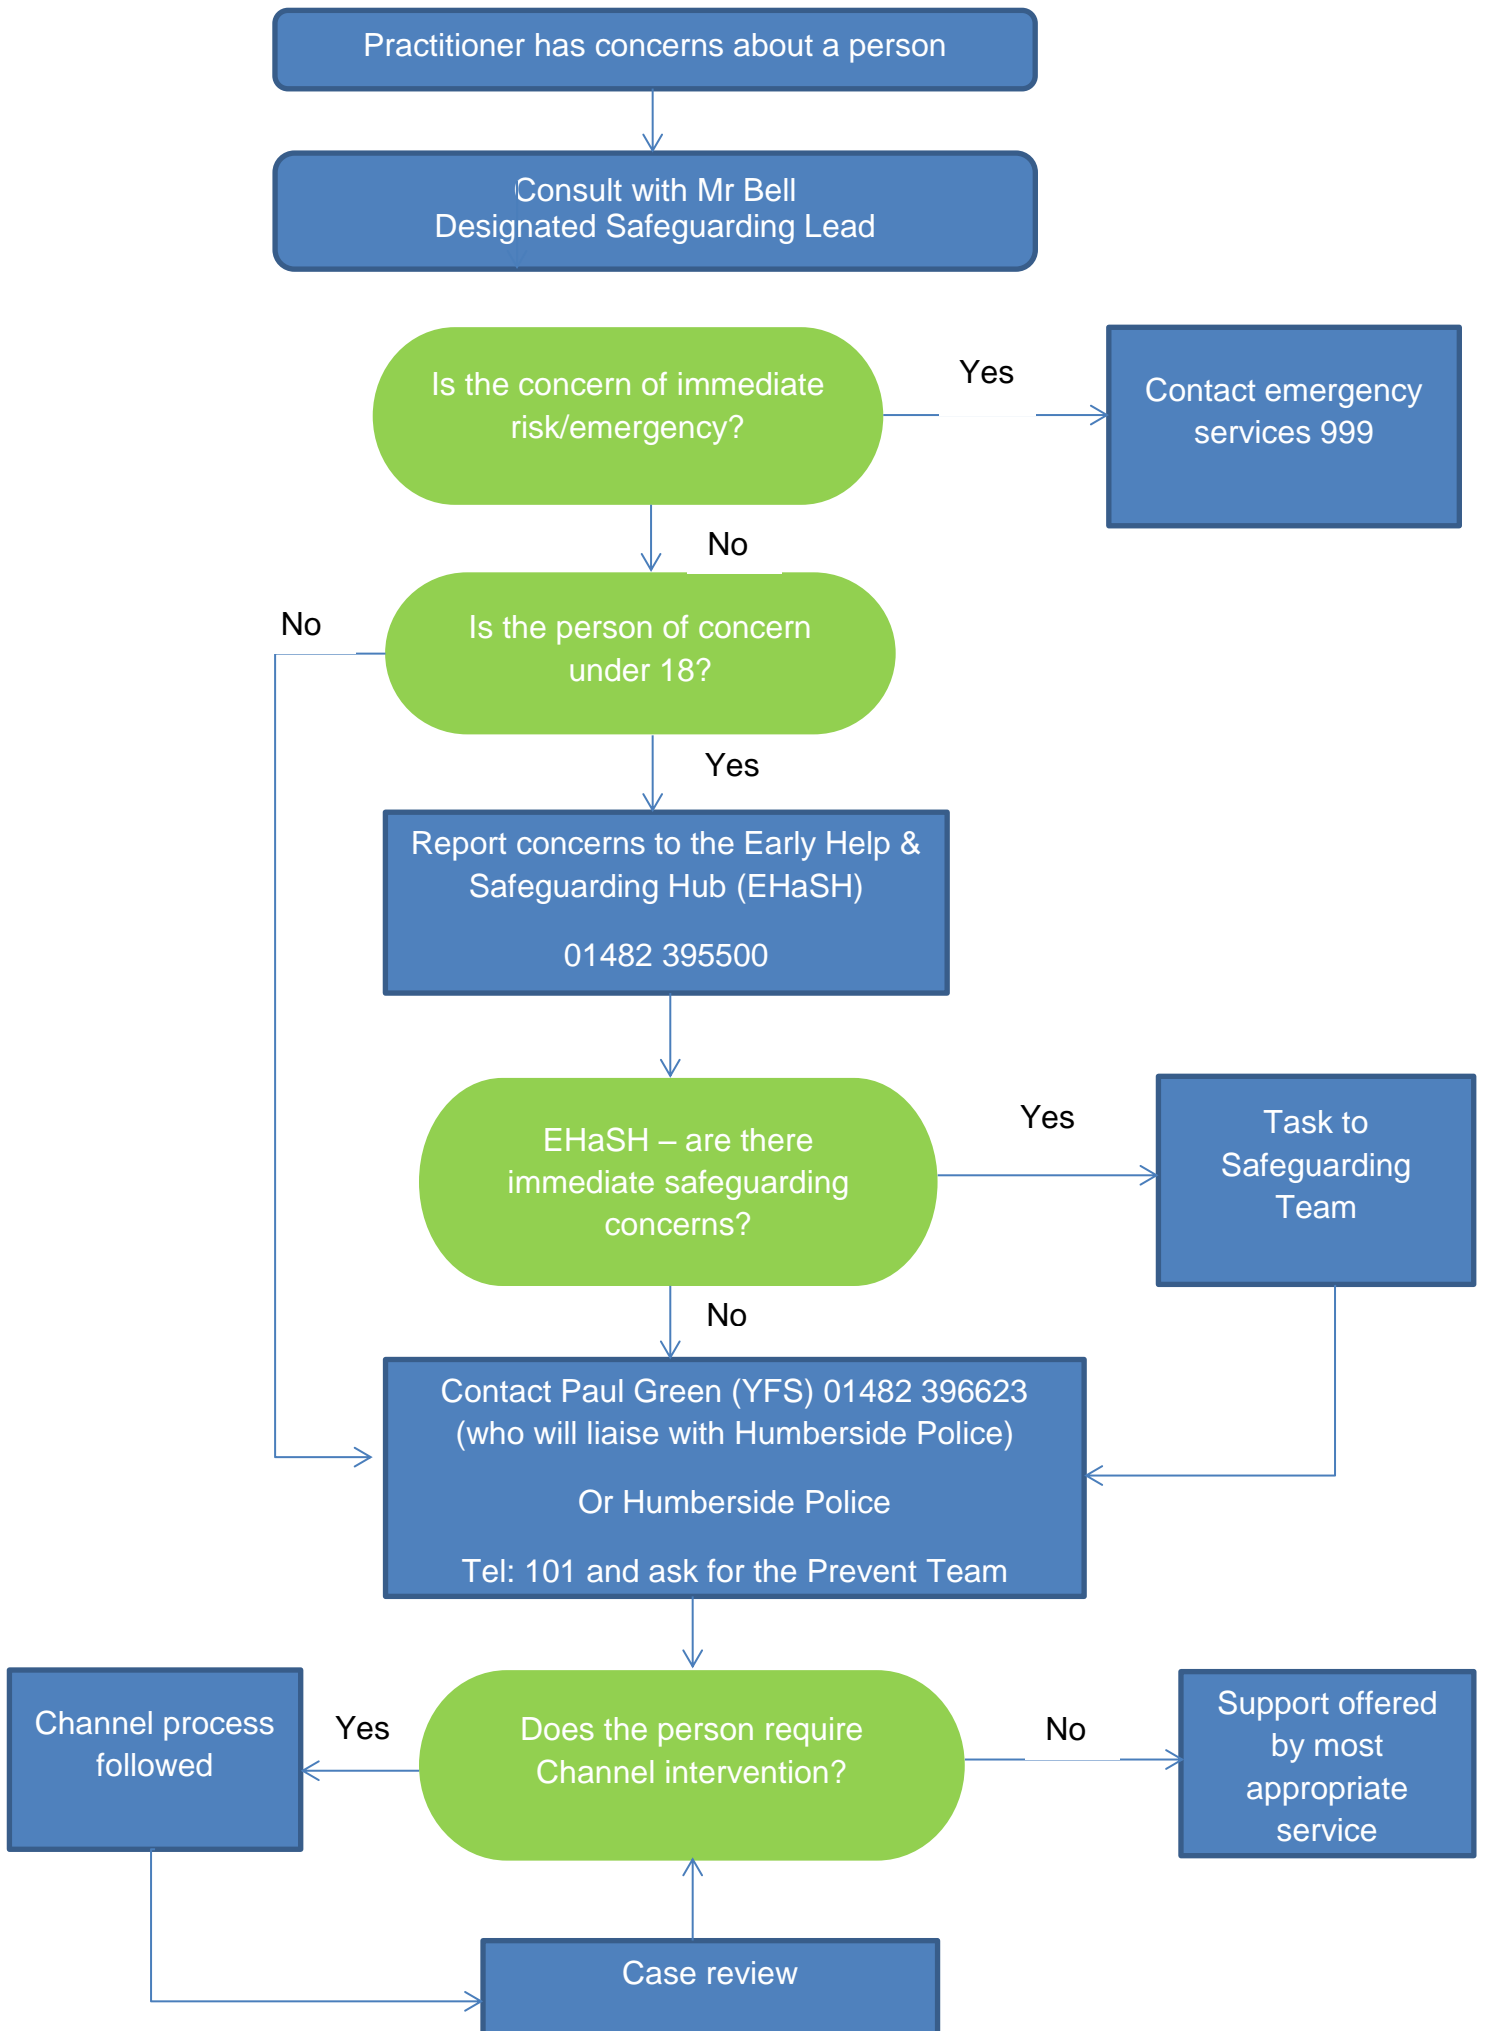 Practitioner has concerns about a person
Consult with Mr Bell
Designated Safeguarding Lead
Is the concern of immediate
risk/emergency?
Yes
Contact emergency
services 999
No
No
Is the person of concern
under 18?
Yes
Report concerns to the Early Help &
Safeguarding Hub (EHaSH)
01482 395500
EHaSH – are there
immediate safeguarding
concerns?
Yes
Task to
Safeguarding
Team
No
Contact Paul Green (YFS) 01482 396623
(who will liaise with Humberside Police)
Or Humberside Police
Tel: 101 and ask for the Prevent Team
Channel process
followed
Yes
Does the person require
Channel intervention?
No
Support offered
by most
appropriate
service
Case review